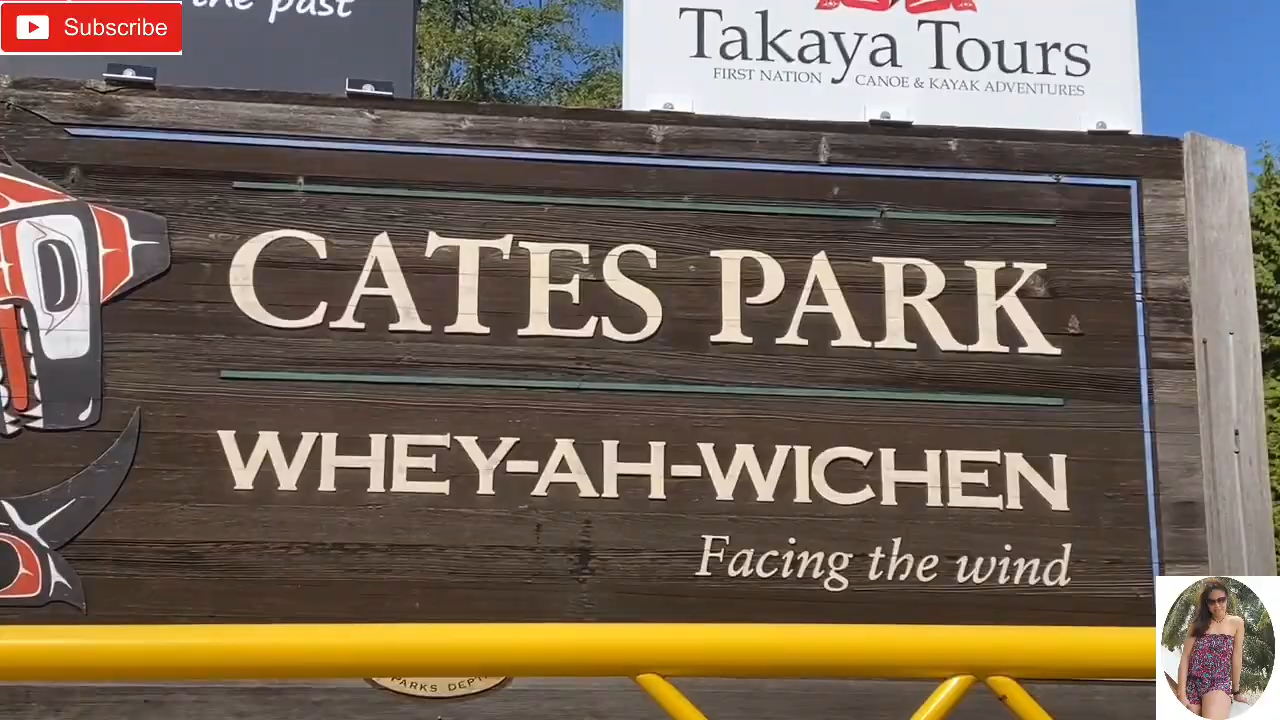 the past
Subscribe
Takaya Tours
FIRST NATION CANOE & KAYAK ADVENTURES
CATES PARK
WHEY-AH-WICHEN
Facing the wind
PARKS DEPT